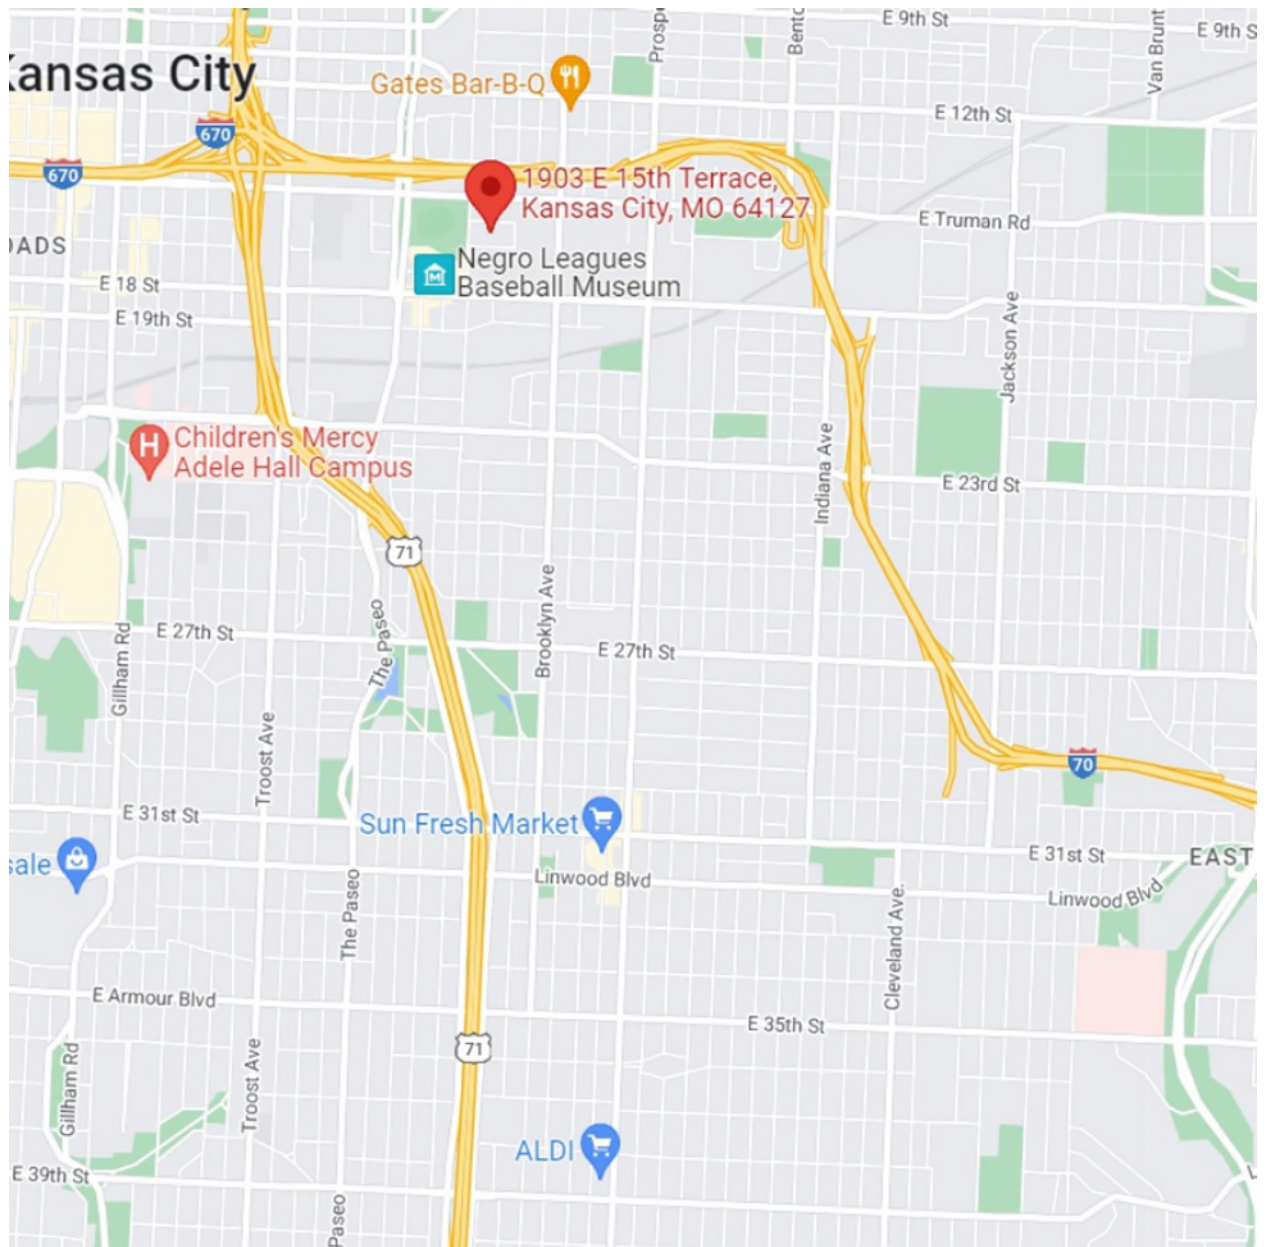 E 9th St
E 9th S
Prosp
Bento
Van Brunt
Kansas City
Gates Bar-B-Q
E 12th St
670
670
1903 E 15th Terrace,
Kansas City, MO 64127
E Truman Rd
OADS
Negro Leagues
Baseball Museum
E 18 St
E 19th St
Jackson Ave
H
Children's Mercy
Adele Hall Campus
Indiana Ave
E 23rd St
71
Brooklyn Ave
The Paseo
E 27th St
E 27th St
Gillham Rd
Troost Ave
70
E 31st St
Sun Fresh Market
E 31st St
EAST
sale
Linwood Blvd
Linwood Blvd
The Paseo
Cleveland Ave.
E Armour Blvd
E 35th St
71
Gillham Rd
Troost Ave
ALDI
E 39th St
Paseo